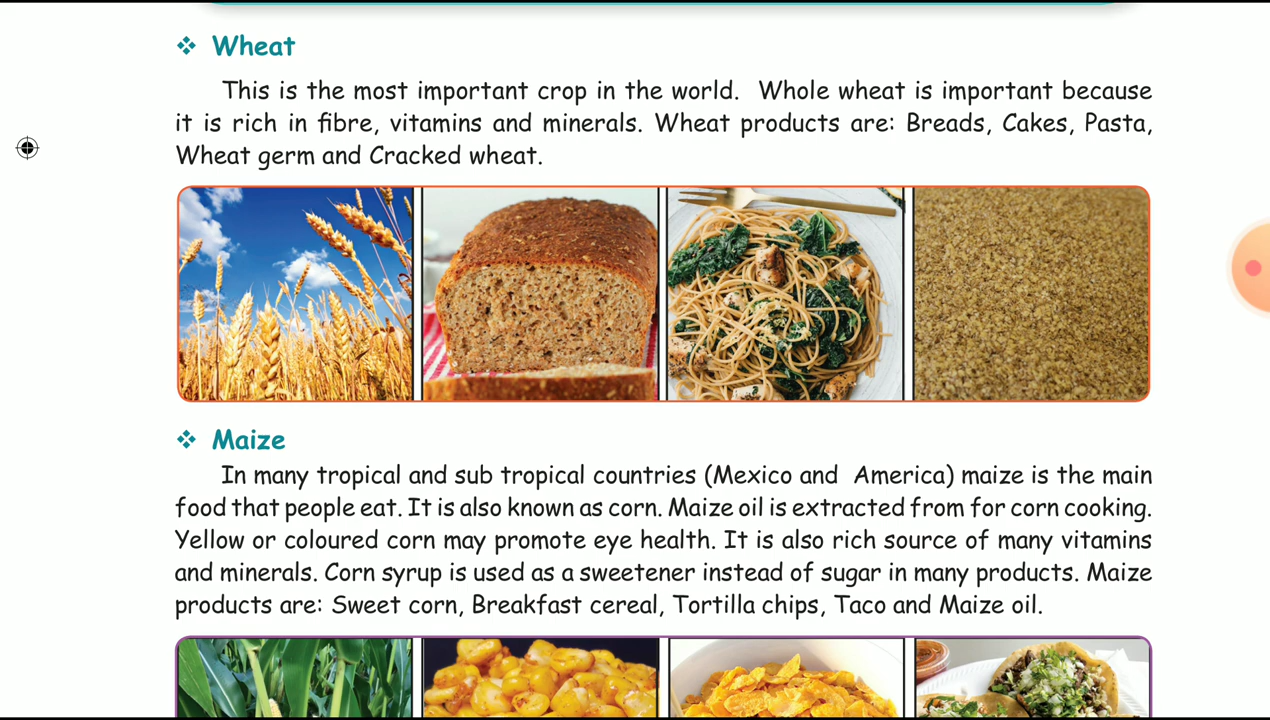 ❖ Wheat
This is the most important crop in the world. Whole wheat is important because
it is rich in fibre, vitamins and minerals. Wheat products are: Breads, Cakes, Pasta,
Wheat germ and Cracked wheat.
❖ Maize
In many tropical and sub tropical countries (Mexico and America) maize is the main
food that people eat. It is also known as corn. Maize oil is extracted from for corn cooking.
Yellow or coloured corn may promote eye health. It is also rich source of many vitamins
and minerals. Corn syrup is used as a sweetener instead of sugar in many products. Maize
products are: Sweet corn, Breakfast cereal, Tortilla chips, Taco and Maize oil.